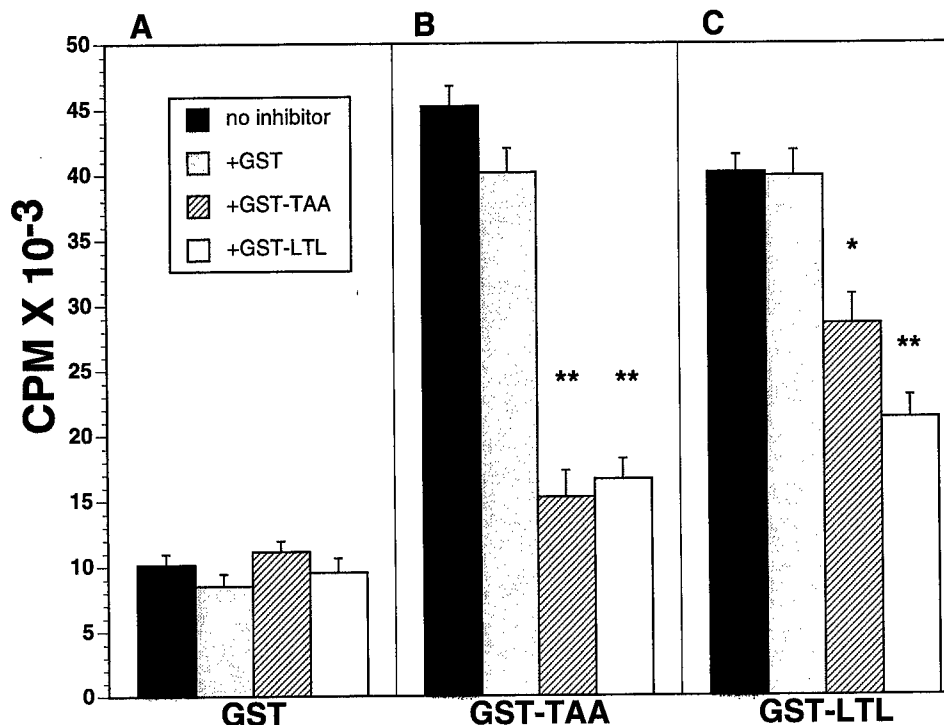 A B C
50
45
40
35
30
25
20
15
10
5
0
CPM X 10-3
no inhibitor
+GST
+GST-TAA
+GST-LTL
** **
*
**
GST GST-TAA GST-LTL